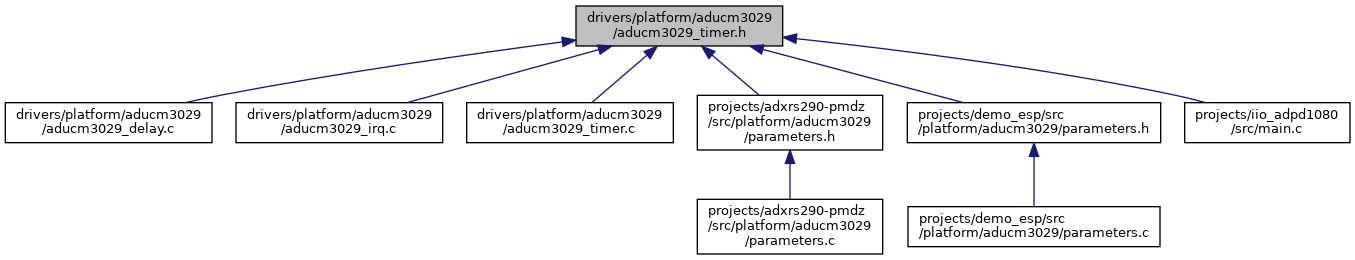 drivers/platform/aducm3029
/aducm3029_timer.h
drivers/platform/aducm3029
/aducm3029_delay.c
drivers/platform/aducm3029
/aducm3029_irq.c
drivers/platform/aducm3029
/aducm3029_timer.c
projects/adxrs290-pmdz
/src/platform/aducm3029
/parameters.h
projects/demo_esp/src
/platform/aducm3029/parameters.h
projects/iio_adpd1080
/src/main.c
projects/adxrs290-pmdz
/src/platform/aducm3029
/parameters.c
projects/demo_esp/src
/platform/aducm3029/parameters.c